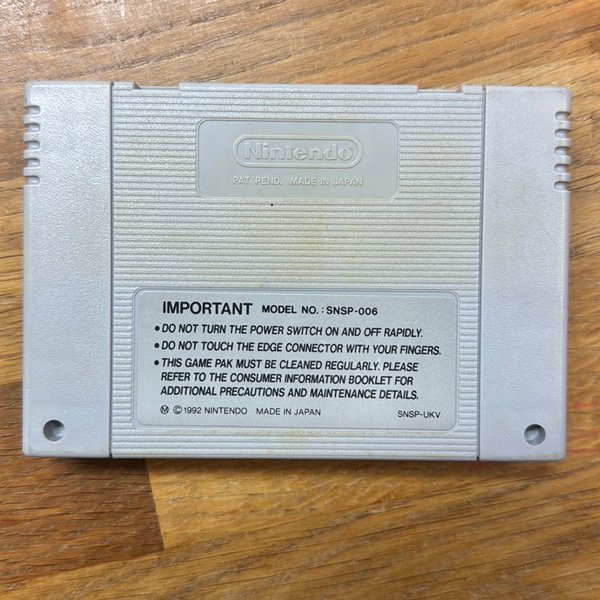 Nintendo
PAT. PEND. MADE IN JAPAN
IMPORTANT MODEL NO. : SNSP-006
• DO NOT TURN THE POWER SWITCH ON AND OFF RAPIDLY.
• DO NOT TOUCH THE EDGE CONNECTOR WITH YOUR FINGERS.
• THIS GAME PAK MUST BE CLEANED REGULARLY. PLEASE
REFER TO THE CONSUMER INFORMATION BOOKLET FOR
ADDITIONAL PRECAUTIONS AND MAINTENANCE DETAILS.
Ⓜ ©1992 NINTENDO MADE IN JAPAN SNSP-UKV